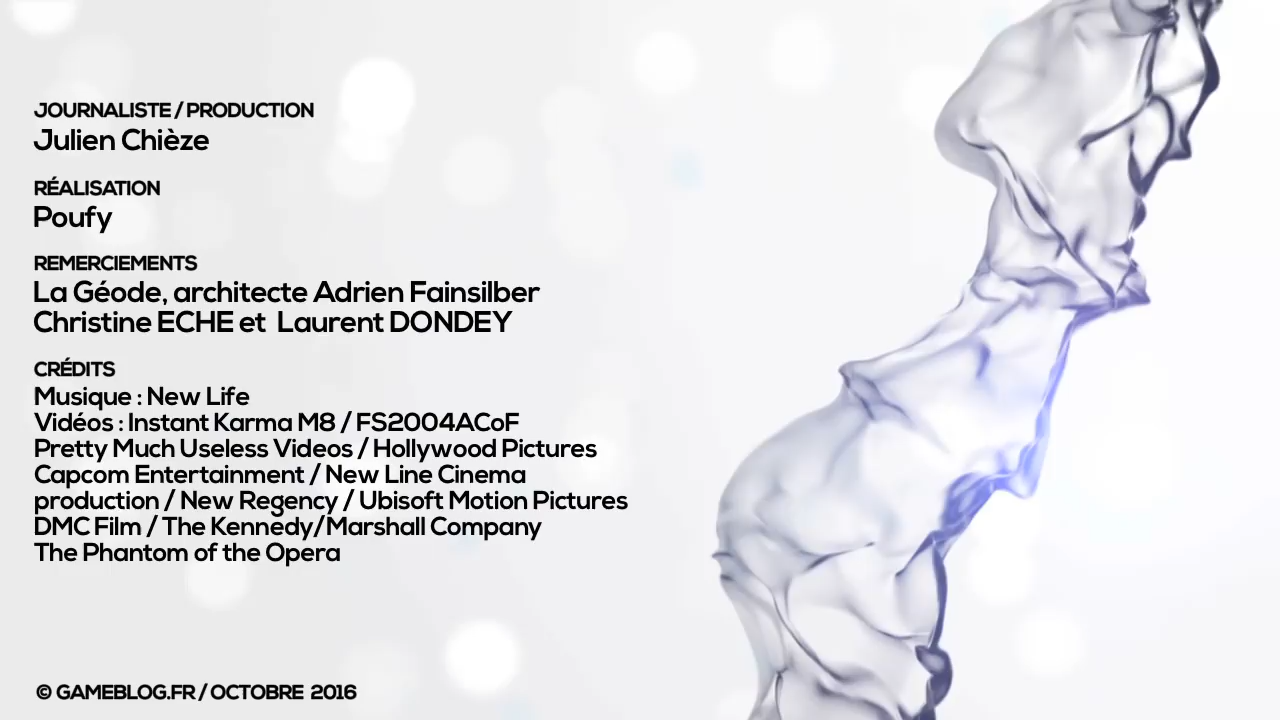 JOURNALISTE / PRODUCTION
Julien Chièze
RÉALISATION
Poufy
REMERCIEMENTS
La Géode, architecte Adrien Fainsilber
Christine ECHE et Laurent DONDEY
CRÉDITS
Musique : New Life
Vidéos : Instant Karma M8 / FS2004ACoF
Pretty Much Useless Videos / Hollywood Pictures
Capcom Entertainment / New Line Cinema
production / New Regency / Ubisoft Motion Pictures
DMC Film / The Kennedy/Marshall Company
The Phantom of the Opera
© GAMEBLOG.FR / OCTOBRE 2016